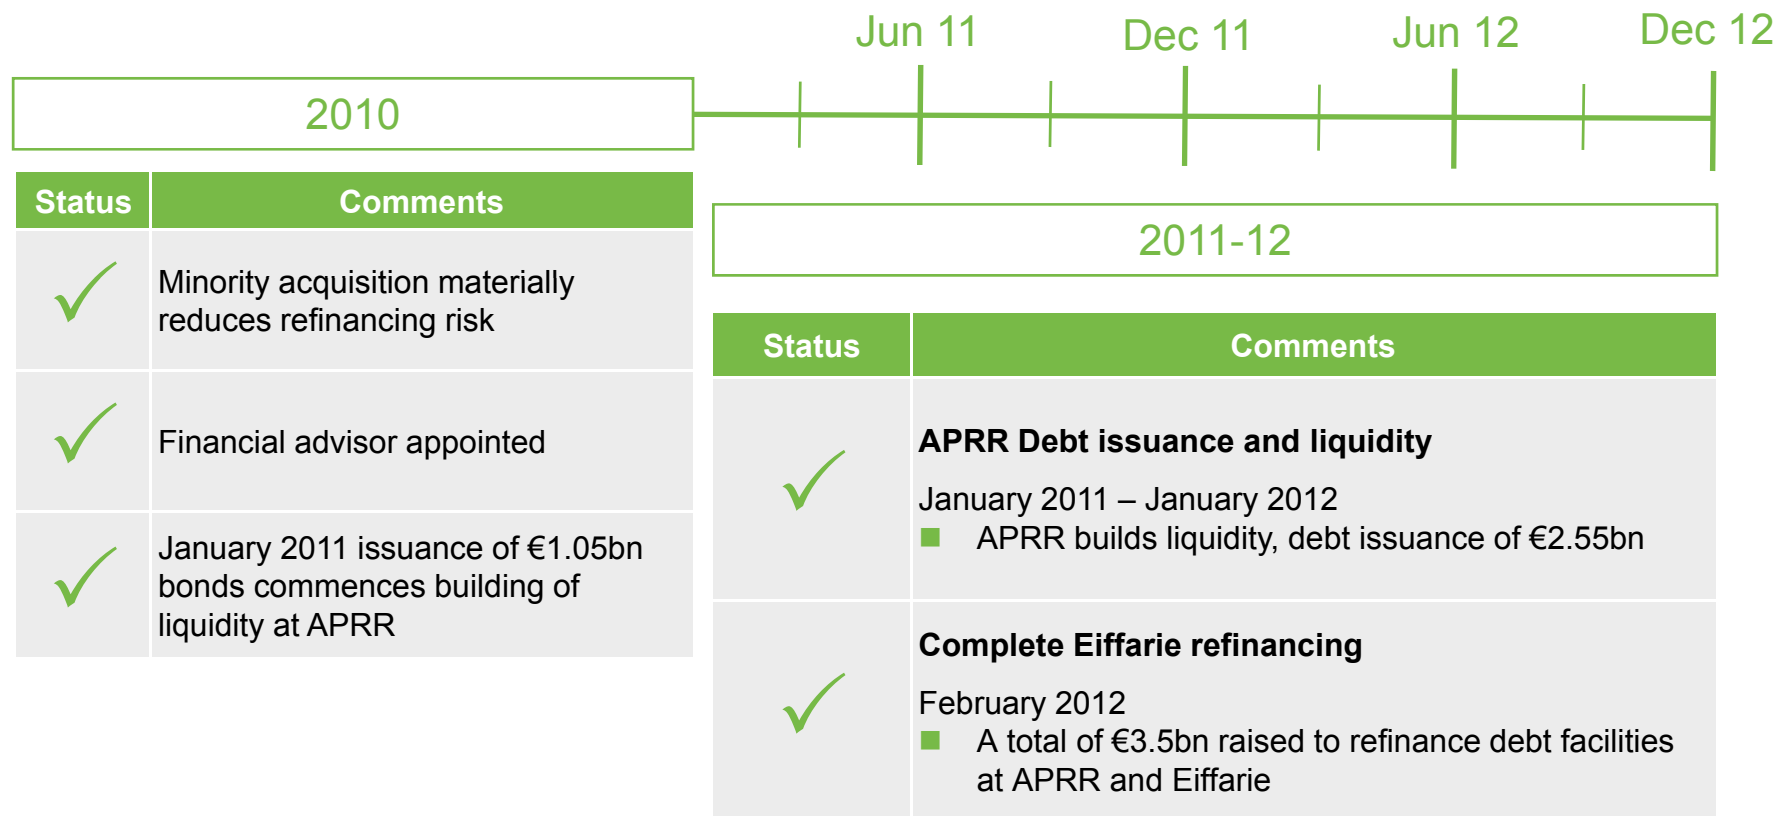 Jun 11
Dec 11
Jun 12
Dec 12
2010
Status
Comments
Minority acquisition materially
reduces refinancing risk
Financial advisor appointed
January 2011 issuance of €1.05bn
bonds commences building of
liquidity at APRR
2011-12
Status
Comments
APRR Debt issuance and liquidity
January 2011 – January 2012
APRR builds liquidity, debt issuance of €2.55bn
Complete Eiffarie refinancing
February 2012
A total of €3.5bn raised to refinance debt facilities
at APRR and Eiffarie